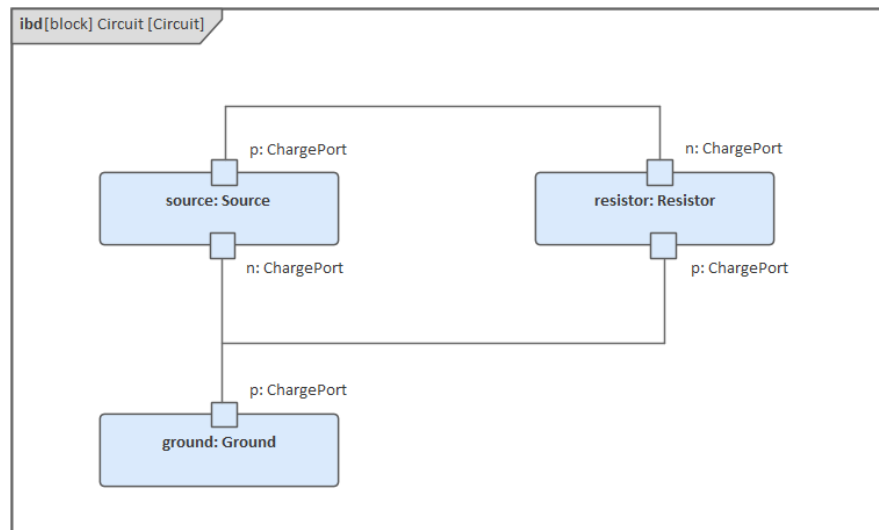 ibd[block] Circuit [Circuit]
p: ChargePort
n: ChargePort
source: Source
resistor: Resistor
n: ChargePort
p: ChargePort
p: ChargePort
ground: Ground